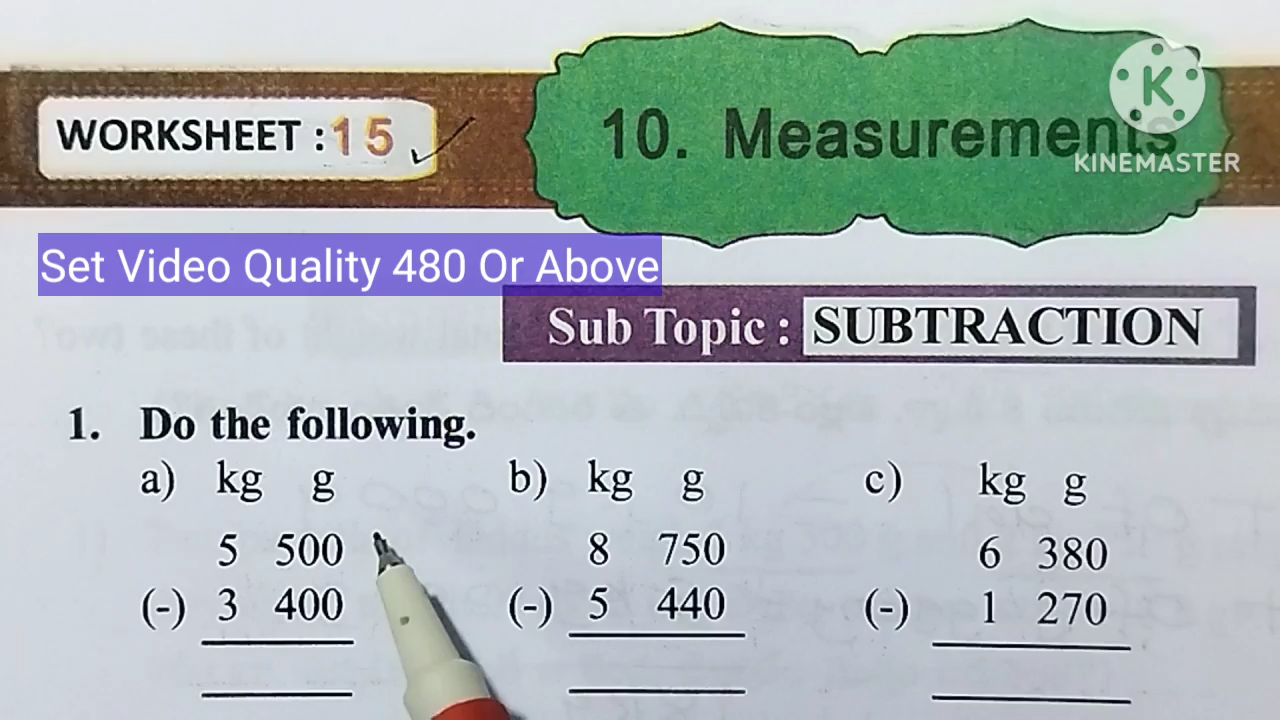 WORKSHEET : 15
10. Measurements
K
KINEMASTER
Set Video Quality 480 Or Above
Sub Topic : SUBTRACTION
1. Do the following.
a) kg g b) kg g c) kg g
5 500 8 750 6 380
(-) 3 400 (-) 5 440 (-) 1 270